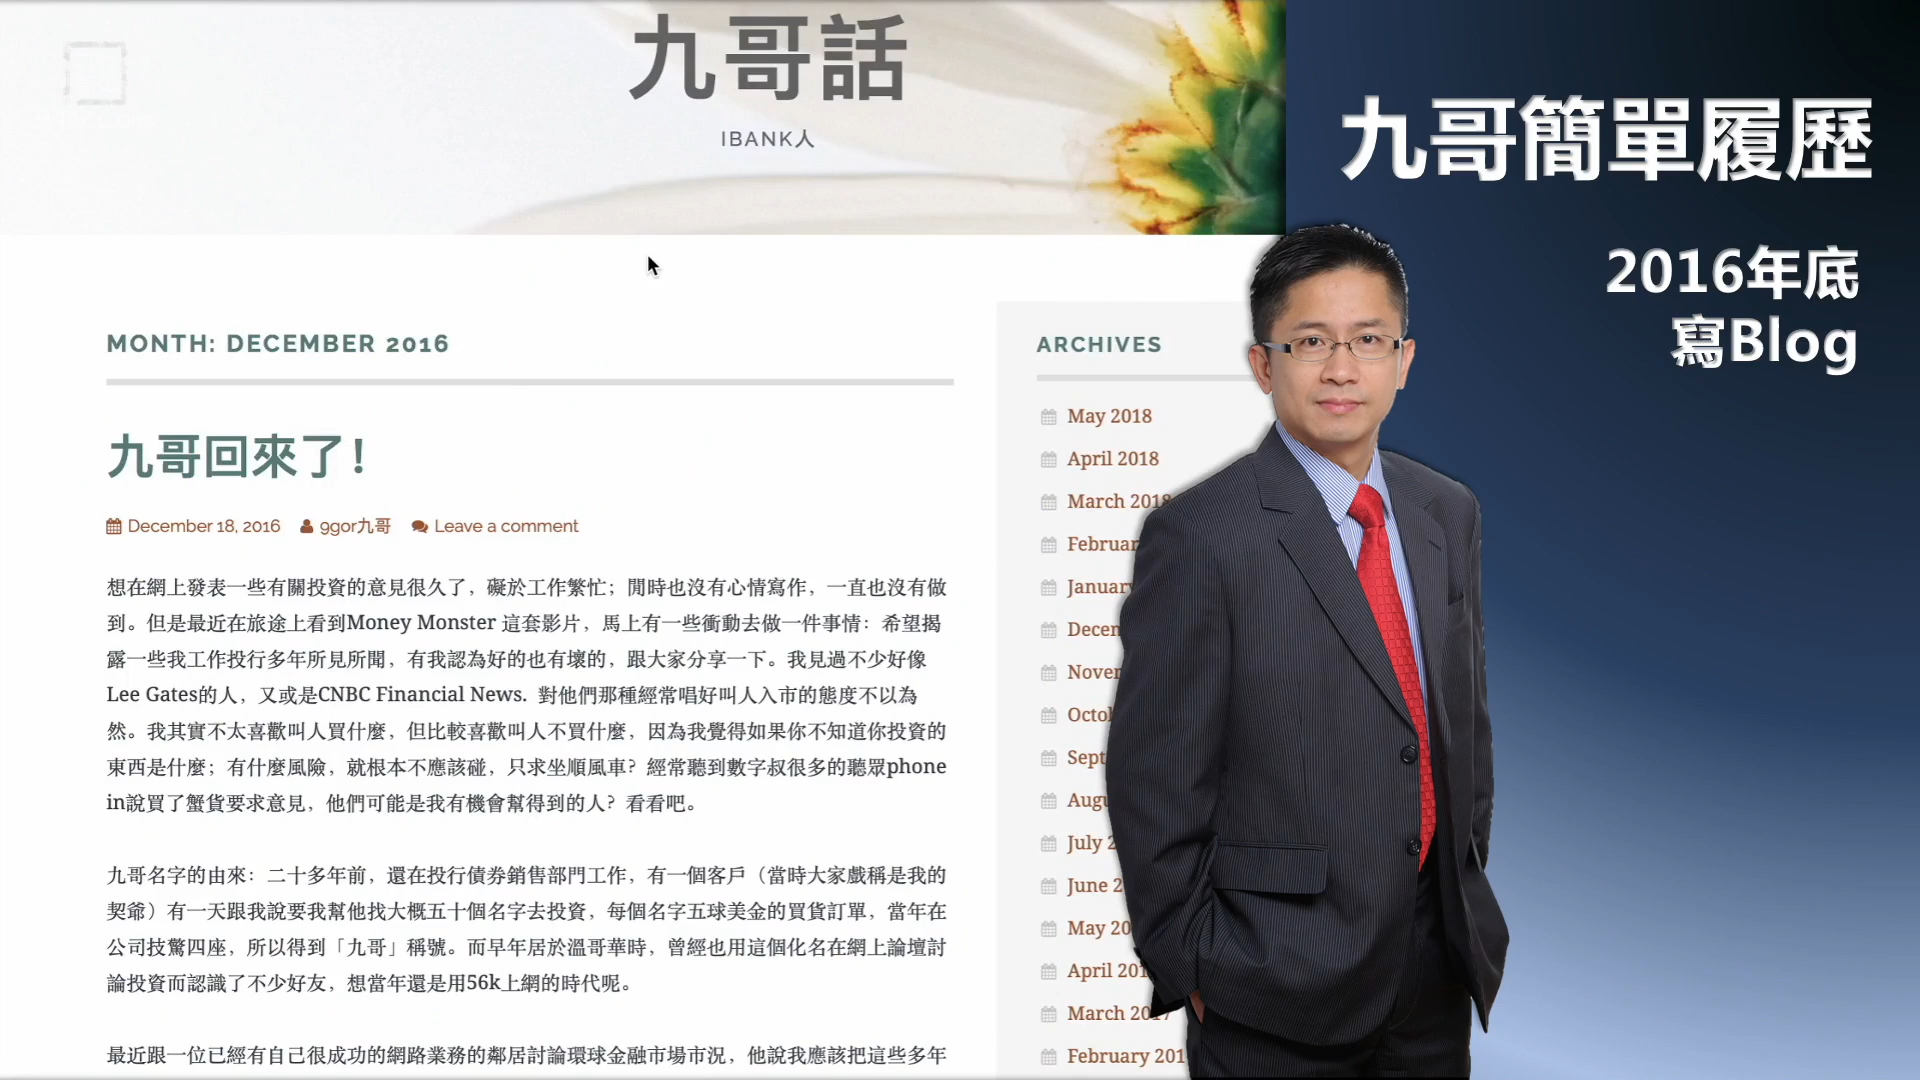 九哥話
IBANK人
九哥簡單履歷
2016年底
寫Blog
MONTH: DECEMBER 2016
九哥回來了！
December 18, 2016 9gor九哥 Leave a comment
想在網上發表一些有關投資的意見很久了，礙於工作繁忙；閒時也沒有心情寫作，一直也沒有做
到。但是最近在旅途上看到Money Monster 這套影片，馬上有一些衝動去做一件事情：希望揭
露一些我工作投行多年所見所聞，有我認為好的也有壞的，跟大家分享一下。我見過不少好像
Lee Gates的人，又或是CNBC Financial News. 對他們那種經常唱好叫人入市的態度不以為
然。我其實不太喜歡叫人買什麼，但比較喜歡叫人不買什麼，因為我覺得如果你不知道你投資的
東西是什麼；有什麼風險，就根本不應該碰，只求坐順風車？經常聽到數字叔很多的聽眾phone
in說買了蟹貨要求意見，他們可能是我有機會幫得到的人？看看吧。
九哥名字的由來：二十多年前，還在投行債券銷售部門工作，有一個客戶（當時大家戲稱是我的
契爺）有一天跟我說要我幫他找大概五十個名字去投資，每個名字五球美金的買貨訂單，當年在
公司技驚四座，所以得到「九哥」稱號。而早年居於溫哥華時，曾經也用這個化名在網上論壇討
論投資而認識了不少好友，想當年還是用56k上網的時代呢。
最近跟一位已經有自己很成功的網路業務的鄰居討論環球金融市場市況，他說我應該把這些多年
ARCHIVES
May 2018
April 2018
March 2018
Februar
January
Decem
Novem
Octob
Sept
Augu
July 2
June 2
May 20
April 201
March 2017
February 201